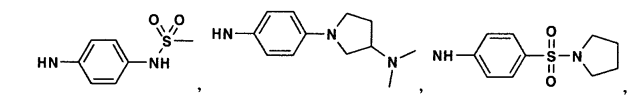 O O
S
HN NH ,
HN N
N ,
O
NH S N
O ,